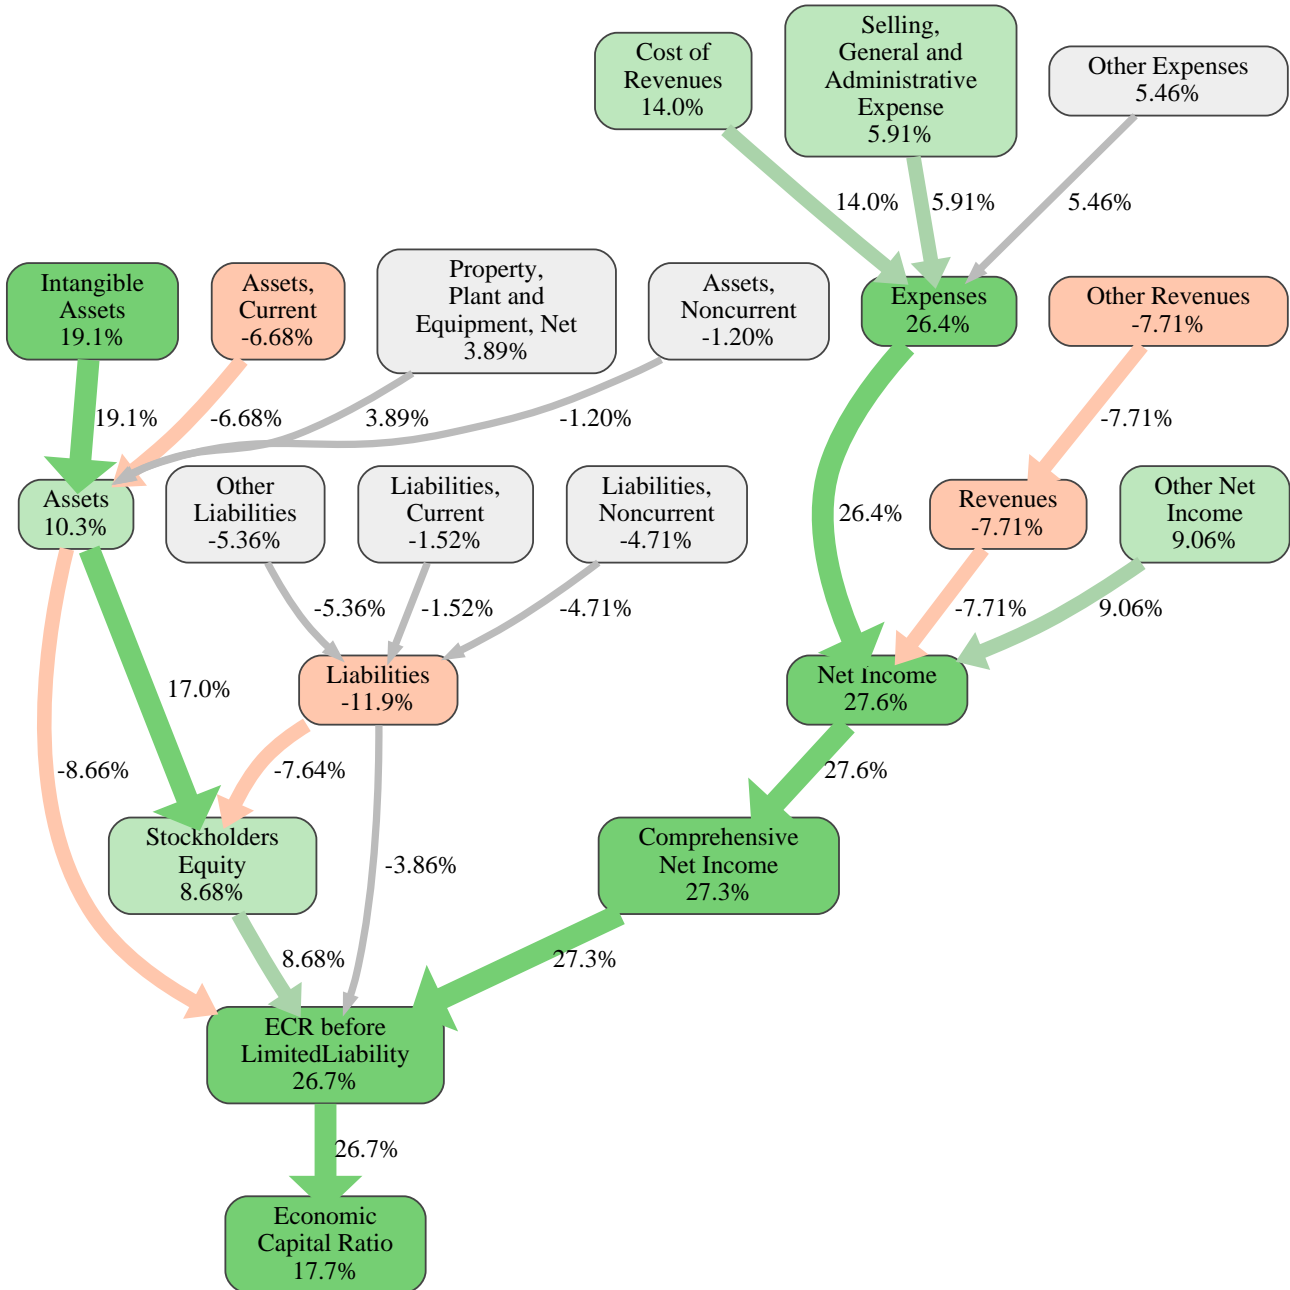 Cost of
Revenues
14.0%
Selling,
General and
Administrative
Expense
5.91%
Other Expenses
5.46%
14.0%
5.91%
5.46%
Intangible
Assets
19.1%
Assets,
Current
-6.68%
Property,
Plant and
Equipment, Net
3.89%
Assets,
Noncurrent
-1.20%
Expenses
26.4%
Other Revenues
-7.71%
19.1%
-6.68%
3.89%
-1.20%
-7.71%
Assets
10.3%
Other
Liabilities
-5.36%
Liabilities,
Current
-1.52%
Liabilities,
Noncurrent
-4.71%
26.4%
Revenues
-7.71%
Other Net
Income
9.06%
-5.36%
-1.52%
-4.71%
-7.71%
9.06%
17.0%
Liabilities
-11.9%
Net Income
27.6%
-8.66%
-7.64%
27.6%
Stockholders
Equity
8.68%
-3.86%
Comprehensive
Net Income
27.3%
8.68%
27.3%
ECR before
LimitedLiability
26.7%
26.7%
Economic
Capital Ratio
17.7%